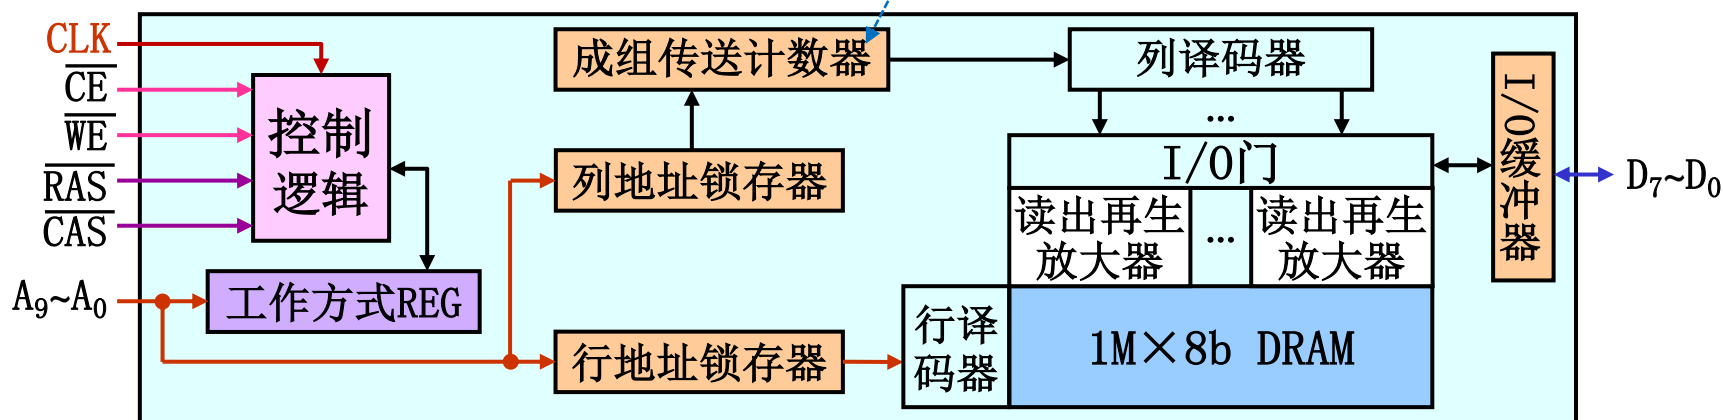 CLK
CE
WE
RAS
CAS
A9~A0
控制
逻辑
工作方式REG
成组传送计数器
列地址锁存器
行地址锁存器
列译码器
...
I/O门
读出再生
放大器
...
读出再生
放大器
行译
码器
1M×8b DRAM
I/O缓冲器
D7~D0